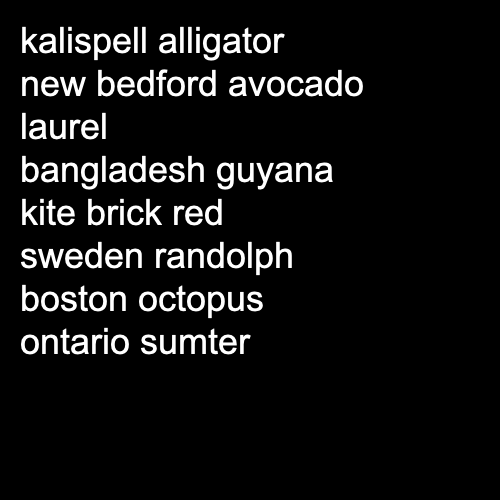 kalispell alligator
new bedford avocado
laurel
bangladesh guyana
kite brick red
sweden randolph
boston octopus
ontario sumter